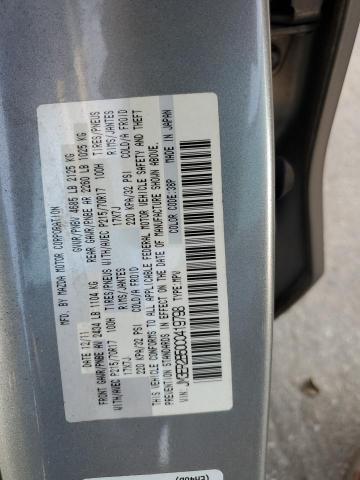 MFD. BY MAZDA MOTOR CORPORATION
DATE 12/11 GVWR/PNBV 4685 LB 2125 KG
FRONT GAWR/PNBE AV 2434 LB 1104 KG REAR GAWR/PNBE AR 2260 LB 1025 KG
TIRES/PNEUS TIRES/PNEUS
WITH/AVEC P215/70R17 100H WITH/AVEC P215/70R17 100H
RIMS/JANTES RIMS/JANTES
17X7J 17X7J
COLD/A FROID COLD/A FROID
220 KPA/32 PSI 220 KPA/32 PSI
THIS VEHICLE CONFORMS TO ALL APPLICABLE FEDERAL MOTOR VEHICLE SAFETY AND THEFT
PREVENTION STANDARDS IN EFFECT ON THE DATE OF MANUFACTURE SHOWN ABOVE.
MADE IN JAPAN
COLOR CODE:38P
TYPE:MPV